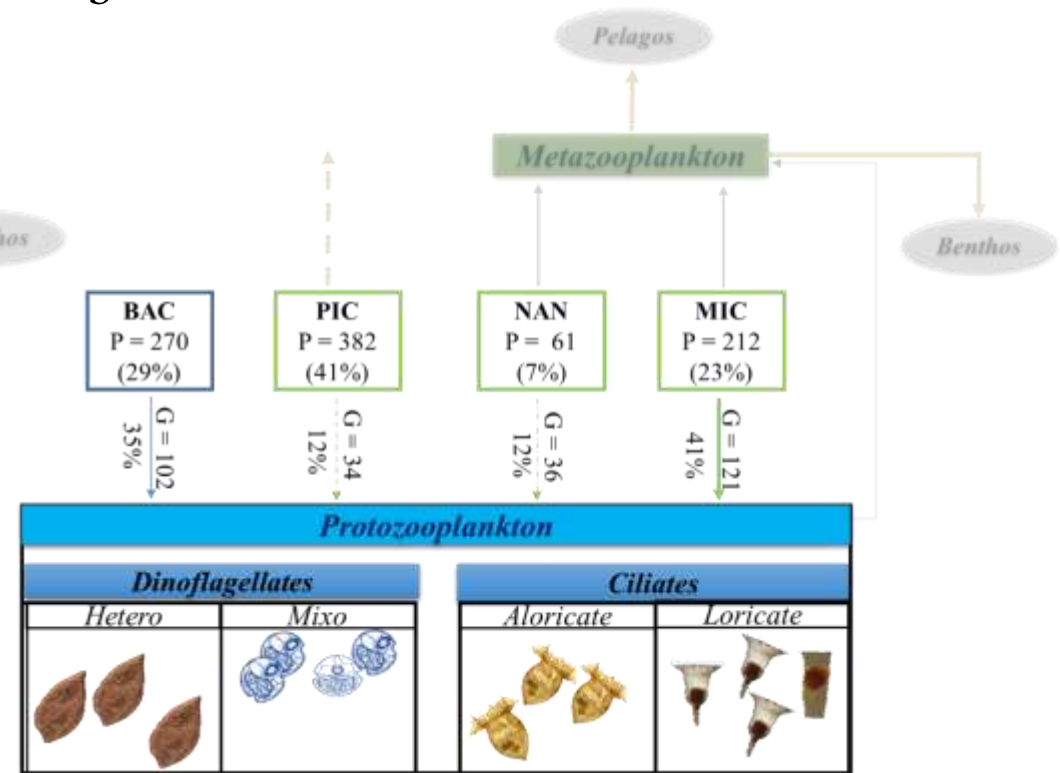 Pelagos
Metazooplankton
Benthos
BAC
P = 270
(29%)
PIC
P = 382
(41%)
NAN
P = 61
(7%)
MIC
P = 212
(23%)
G = 102
35%
G = 34
12%
G = 36
12%
G = 121
41%
Protozooplankton
Dinoflagellates
Ciliates
Hetero
Mixo
Aloricate
Loricate